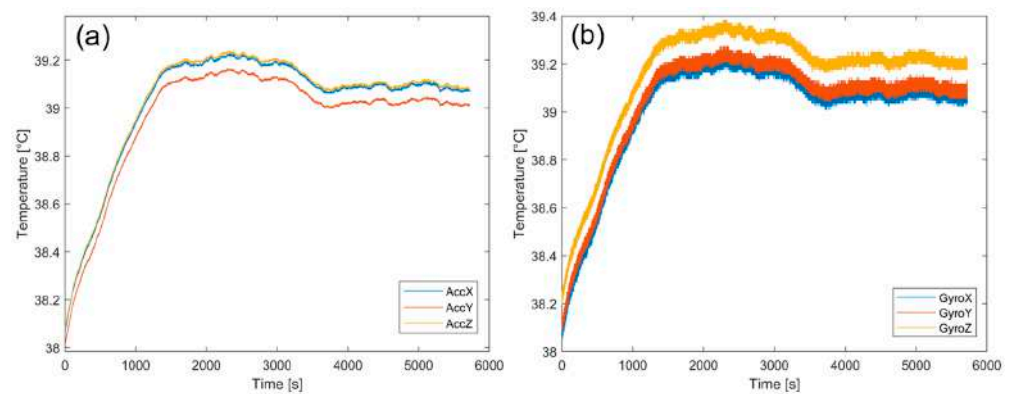 (a)
Temperature [°C]
39.2
39
38.8
38.6
38.4
38.2
38
0 1000 2000 3000 4000 5000 6000
Time [s]
AccX
AccY
AccZ
(b)
Temperature [°C]
39.4
39.2
39
38.8
38.6
38.4
38.2
38
0 1000 2000 3000 4000 5000 6000
Time [s]
GyroX
GyroY
GyroZ